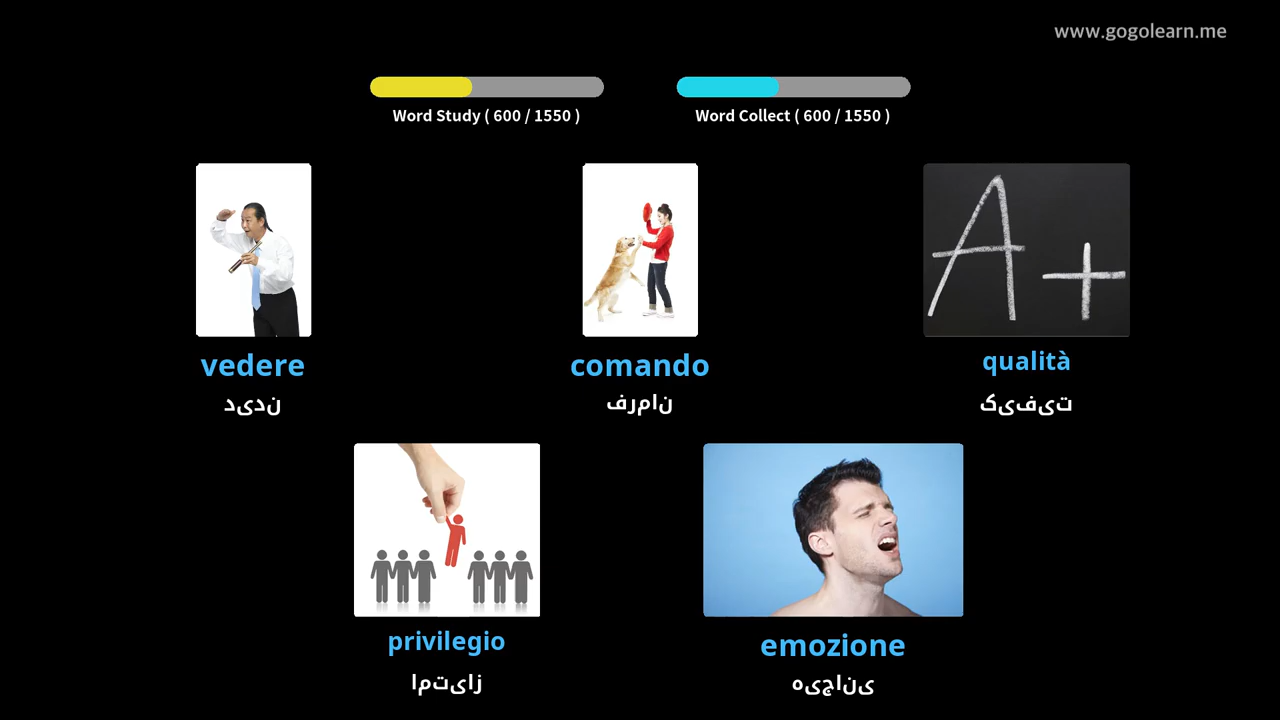 www.gogolearn.me
Word Study ( 600 / 1550 )
Word Collect ( 600 / 1550 )
vedere
comando
qualità
دیدن
فرمان
کیفیت
privilegio
emozione
امتیاز
هیجانی